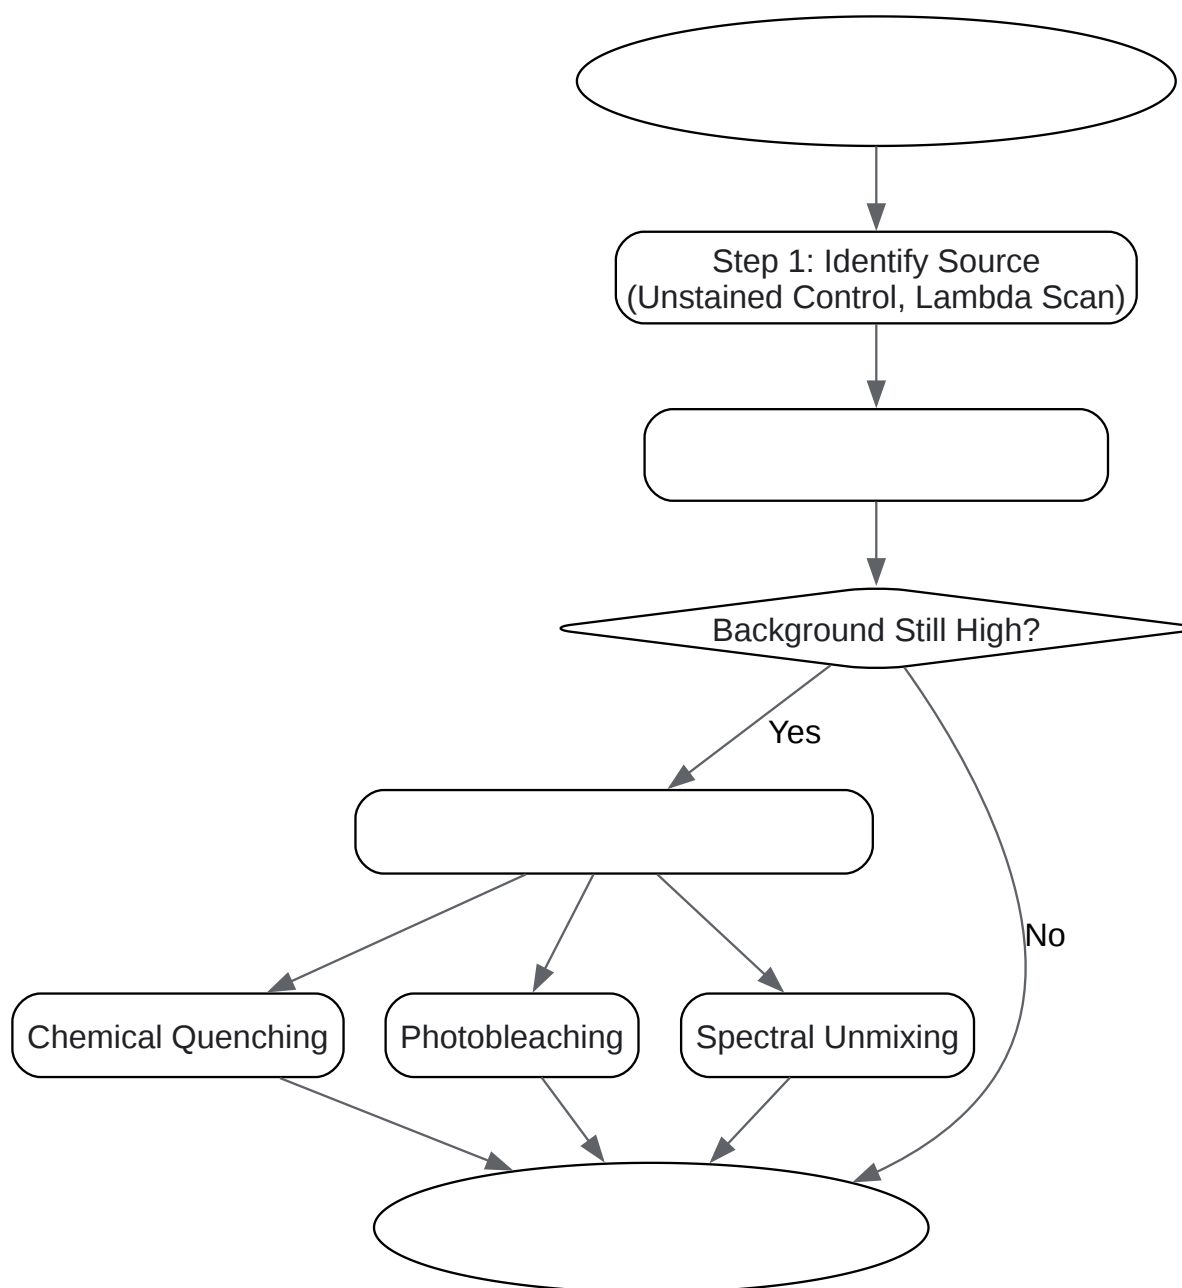 Step 1: Identify Source
(Unstained Control, Lambda Scan)
Background Still High?
Yes
No
Chemical Quenching
Photobleaching
Spectral Unmixing